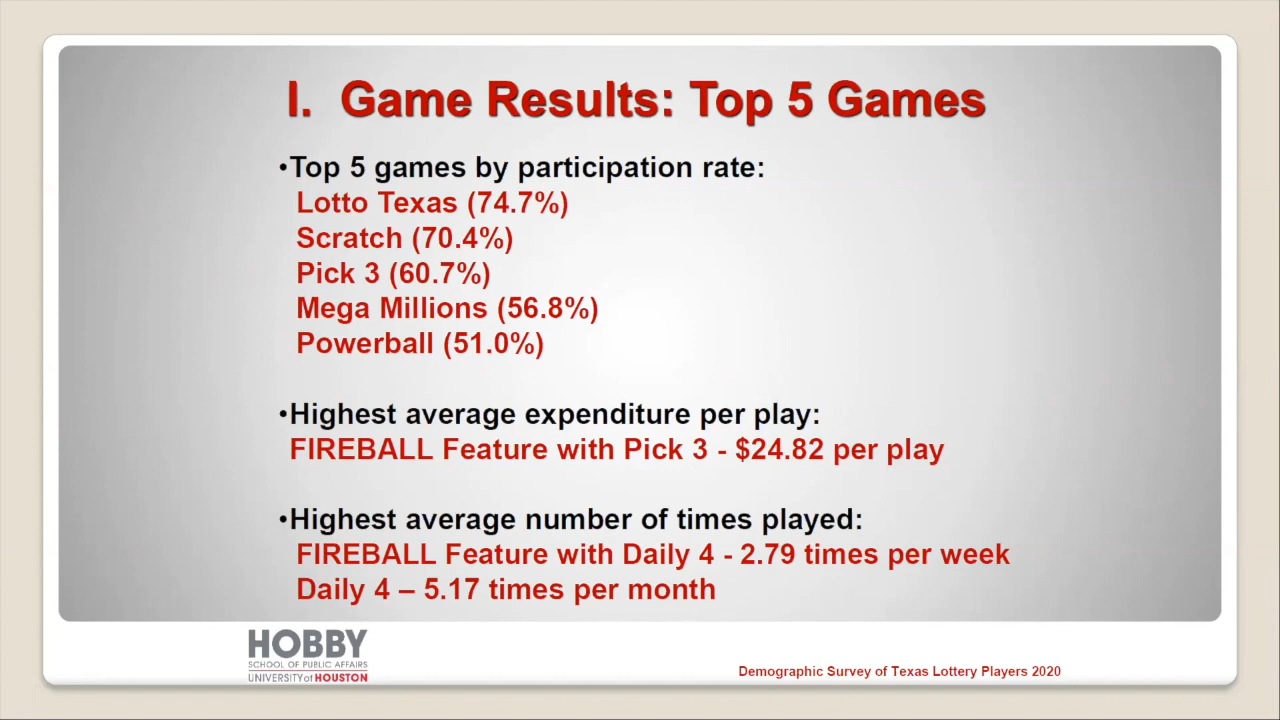 I. Game Results: Top 5 Games
•Top 5 games by participation rate:
Lotto Texas (74.7%)
Scratch (70.4%)
Pick 3 (60.7%)
Mega Millions (56.8%)
Powerball (51.0%)
•Highest average expenditure per play:
FIREBALL Feature with Pick 3 - $24.82 per play
•Highest average number of times played:
FIREBALL Feature with Daily 4 - 2.79 times per week
Daily 4 – 5.17 times per month
HOBBY
SCHOOL OF PUBLIC AFFAIRS
UNIVERSITY of HOUSTON
Demographic Survey of Texas Lottery Players 2020